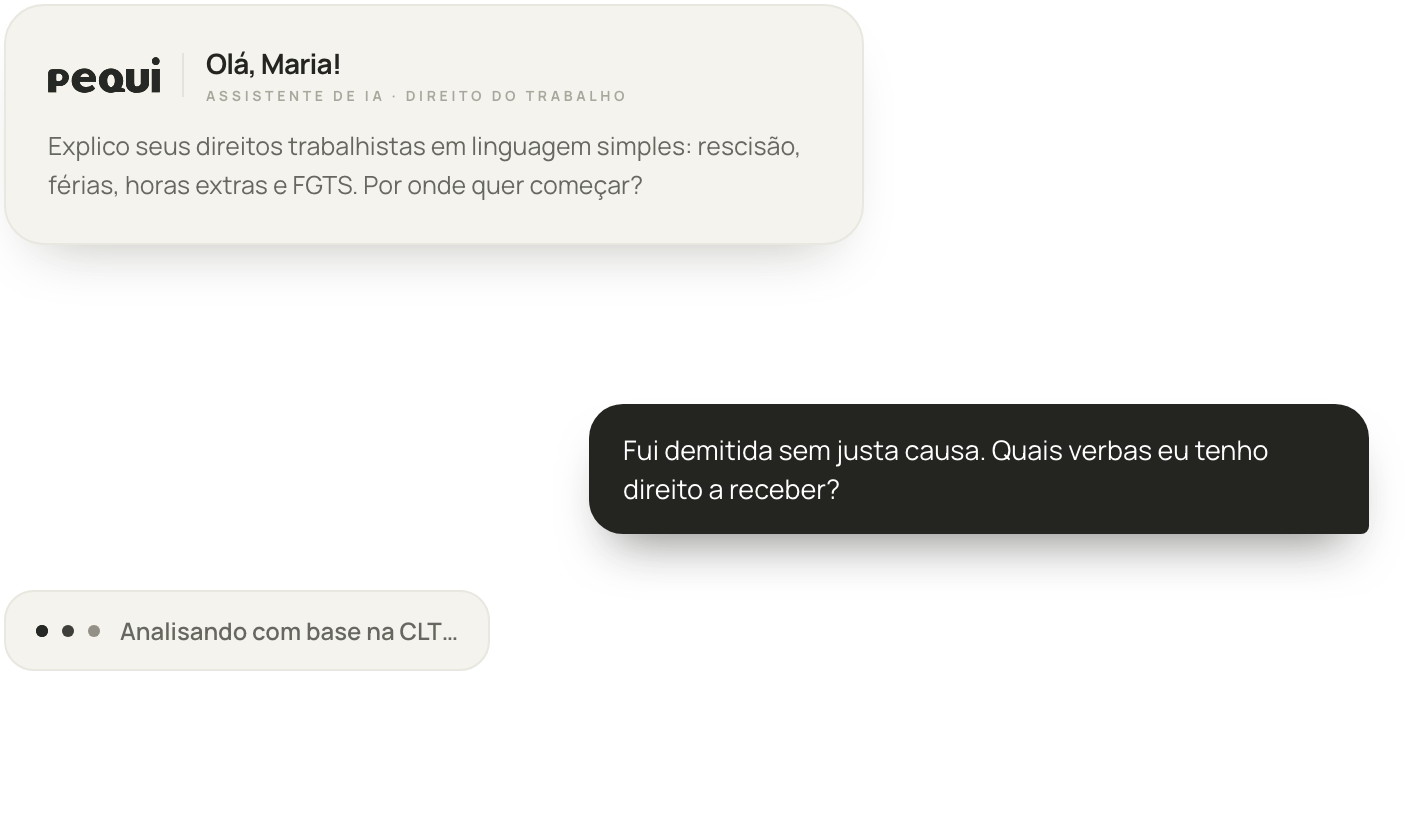 pequi
Olá, Maria!
ASSISTENTE DE IA · DIREITO DO TRABALHO
Explico seus direitos trabalhistas em linguagem simples: rescisão,
férias, horas extras e FGTS. Por onde quer começar?
Fui demitida sem justa causa. Quais verbas eu tenho
direito a receber?
Analisando com base na CLT...